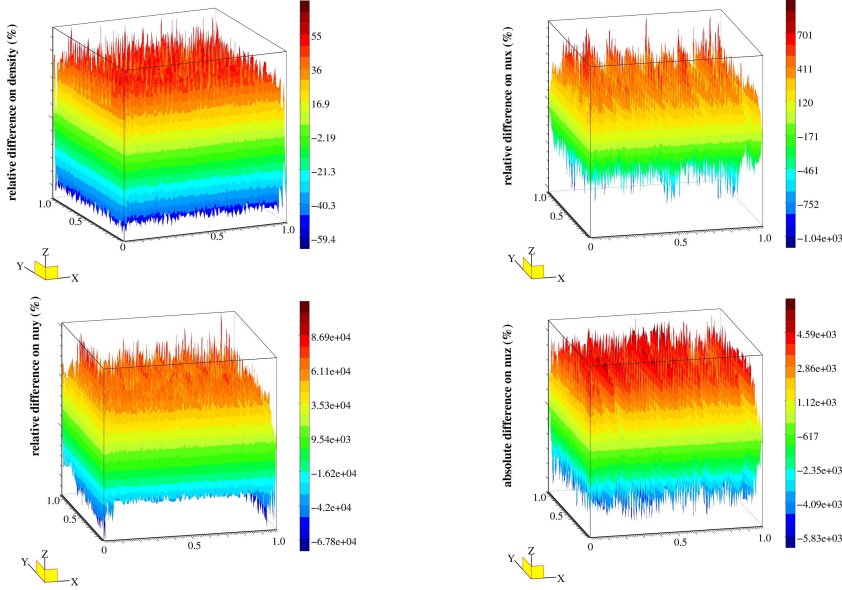 relative difference on density (%)
55
36
16.9
−2.19
−21.3
−40.3
−59.4
1.0
0.5
0
0.5
1.0
Z
Y
X
relative difference on nux (%)
701
411
120
−171
−461
−752
−1.04e+03
1.0
0.5
0
0.5
1.0
Z
Y
X
relative difference on nuy (%)
8.69e+04
6.11e+04
3.53e+04
9.54e+03
−1.62e+04
−4.2e+04
−6.78e+04
1.0
0.5
0
0.5
1.0
Z
Y
X
absolute difference on nuz (%)
4.59e+03
2.86e+03
1.12e+03
−617
−2.35e+03
−4.09e+03
−5.83e+03
1.0
0.5
0
0.5
1.0
Z
Y
X